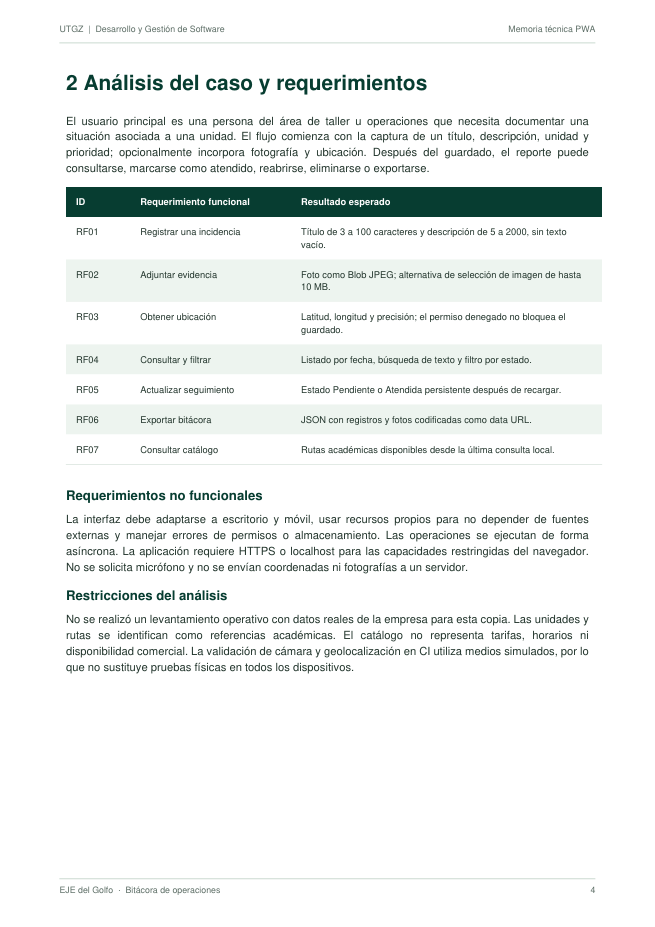 UTGZ | Desarrollo y Gestión de Software
Memoria técnica PWA
2 Análisis del caso y requerimientos
El usuario principal es una persona del área de taller u operaciones que necesita documentar una
situación asociada a una unidad. El flujo comienza con la captura de un título, descripción, unidad y
prioridad; opcionalmente incorpora fotografía y ubicación. Después del guardado, el reporte puede
consultarse, marcarse como atendido, reabrirse, eliminarse o exportarse.
ID Requerimiento funcional Resultado esperado
RF01 Registrar una incidencia Título de 3 a 100 caracteres y descripción de 5 a 2000, sin texto
vacío.
RF02 Adjuntar evidencia Foto como Blob JPEG; alternativa de selección de imagen de hasta
10 MB.
RF03 Obtener ubicación Latitud, longitud y precisión; el permiso denegado no bloquea el
guardado.
RF04 Consultar y filtrar Listado por fecha, búsqueda de texto y filtro por estado.
RF05 Actualizar seguimiento Estado Pendiente o Atendida persistente después de recargar.
RF06 Exportar bitácora JSON con registros y fotos codificadas como data URL.
RF07 Consultar catálogo Rutas académicas disponibles desde la última consulta local.
Requerimientos no funcionales
La interfaz debe adaptarse a escritorio y móvil, usar recursos propios para no depender de fuentes
externas y manejar errores de permisos o almacenamiento. Las operaciones se ejecutan de forma
asíncrona. La aplicación requiere HTTPS o localhost para las capacidades restringidas del navegador.
No se solicita micrófono y no se envían coordenadas ni fotografías a un servidor.
Restricciones del análisis
No se realizó un levantamiento operativo con datos reales de la empresa para esta copia. Las unidades y
rutas se identifican como referencias académicas. El catálogo no representa tarifas, horarios ni
disponibilidad comercial. La validación de cámara y geolocalización en CI utiliza medios simulados, por lo
que no sustituye pruebas físicas en todos los dispositivos.
EJE del Golfo · Bitácora de operaciones
4